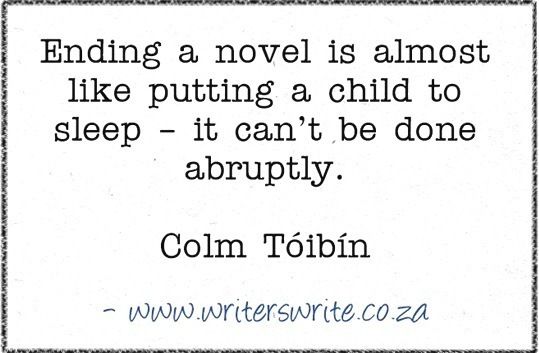 Ending a novel is almost
like putting a child to
sleep – it can't be done
abruptly.
Colm Tóibín
- www.writerswrite.co.za